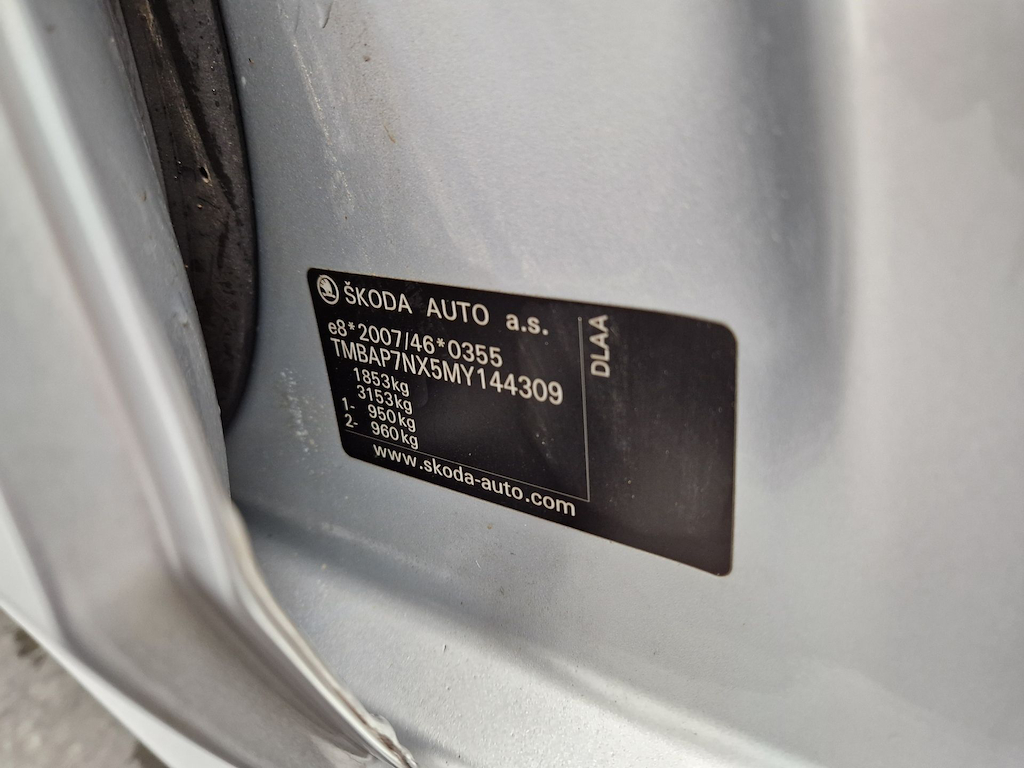 ŠKODA AUTO a.s.
e8*2007/46*0355
TMBAP7NX5MY144309
1853kg
3153kg
1- 950kg
2- 960kg
www.skoda-auto.com
DLAA